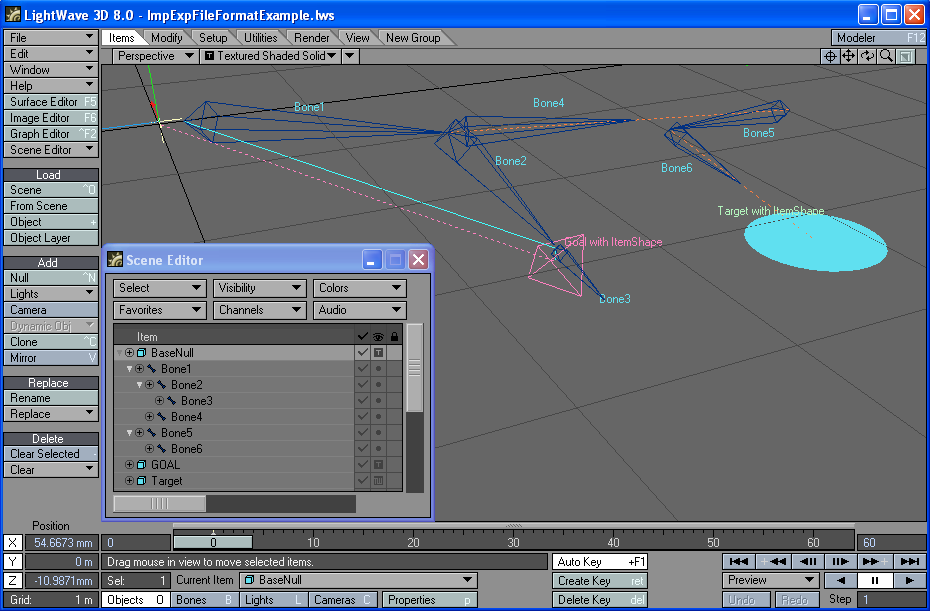 LightWave 3D 8.0 - ImpExpFileFormatExample.lws
File
Edit
Window
Help
Surface Editor F5
Image Editor F6
Graph Editor ^F2
Scene Editor
Load
Scene ^O
From Scene
Object +
Object Layer
Add
Null ^N
Lights
Camera
Dynamic Obj
Clone ^C
Mirror V
Replace
Rename
Replace
Delete
Clear Selected -
Clear
Items Modify Setup Utilities Render View New Group
Modeler F12
Perspective T Textured Shaded Solid
Bone1
Bone4
Bone5
Bone2
Bone6
Target with ItemShape
Goal with ItemShape
Bone3
Scene Editor
Select Visibility Colors
Favorites Channels Audio
Item
BaseNull T
Bone1
Bone2
Bone3
Bone4
Bone5
Bone6
GOAL T
Target
Position
X 54.6673 mm
Y 0 m
Z -10.9871mm
Grid: 1 m
0 0 10 20 30 40 50 60 60
Drag mouse in view to move selected items.
Sel: 1 Current Item BaseNull
Objects O Bones B Lights L Cameras C Properties p
Auto Key +F1
Create Key ret
Delete Key del
Preview
Undo Redo Step 1